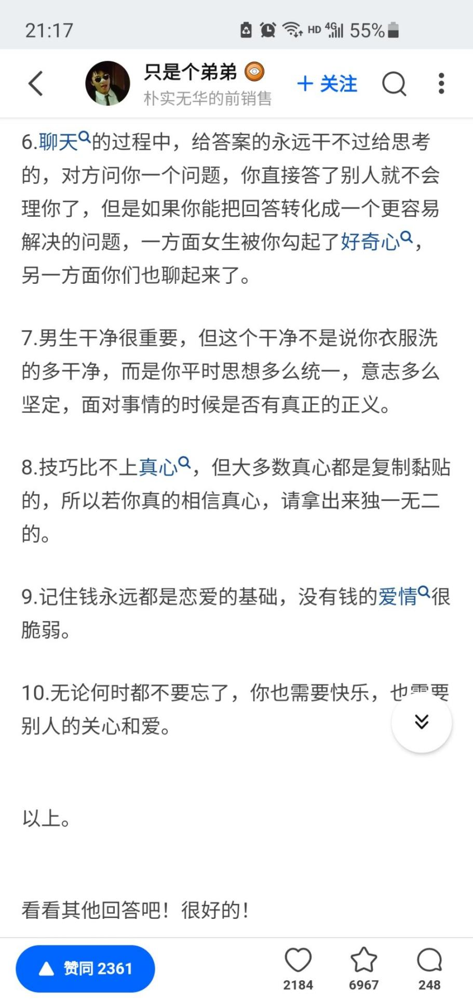 21:17
HD 4G 55%
只是个弟弟
朴实无华的前销售
+ 关注
6.聊天的过程中，给答案的永远干不过给思考
的，对方问你一个问题，你直接答了别人就不会
理你了，但是如果你能把回答转化成一个更容易
解决的问题，一方面女生被你勾起了好奇心，
另一方面你们也聊起来了。
7.男生干净很重要，但这个干净不是说你衣服洗
的多干净，而是你平时思想多么统一，意志多么
坚定，面对事情的时候是否有真正的正义。
8.技巧比不上真心，但大多数真心都是复制黏贴
的，所以若你真的相信真心，请拿出来独一无二
的。
9.记住钱永远都是恋爱的基础，没有钱的爱情很
脆弱。
10.无论何时都不要忘了，你也需要快乐，也需要
别人的关心和爱。
以上。
看看其他回答吧！很好的！
赞同 2361
2184
6967
248